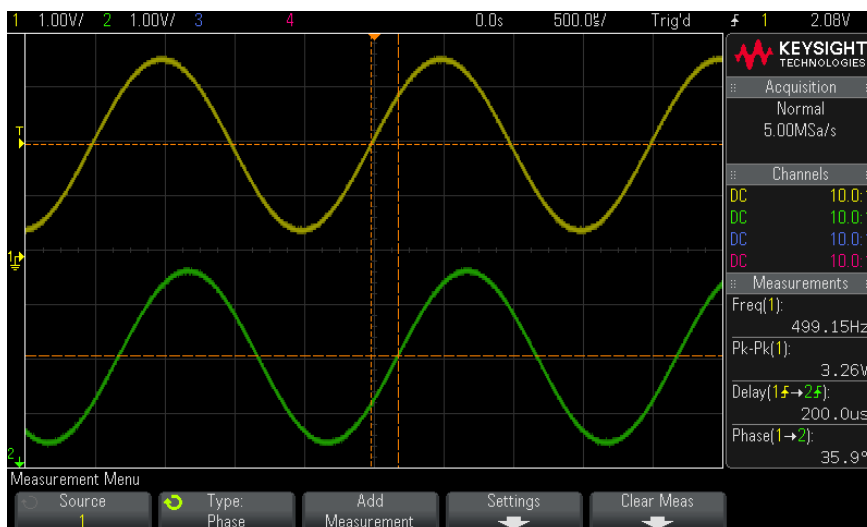 1 1.00V/ 2 1.00V/ 3 4 0.0s 500.0us/ Trig'd 1 2.08V
KEYSIGHT
TECHNOLOGIES
Acquisition
Normal
5.00MSa/s
Channels
DC 10.0:
DC 10.0:
DC 10.0:
DC 10.0:
Measurements
Freq(1):
499.15Hz
Pk-Pk(1):
3.26V
Delay(1→2):
200.0us
Phase(1→2):
35.9°
T
1
2
Measurement Menu
Source
1
Type:
Phase
Add
Measurement
Settings
Clear Meas